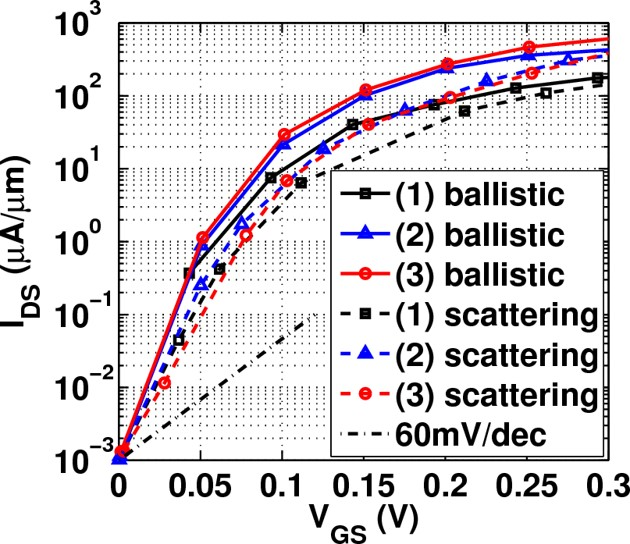 10³
10²
10¹
10⁰
10⁻¹
10⁻²
10⁻³
I_DS (μA/μm)
(1) ballistic
(2) ballistic
(3) ballistic
(1) scattering
(2) scattering
(3) scattering
60mV/dec
0 0.05 0.1 0.15 0.2 0.25 0.3
V_GS (V)